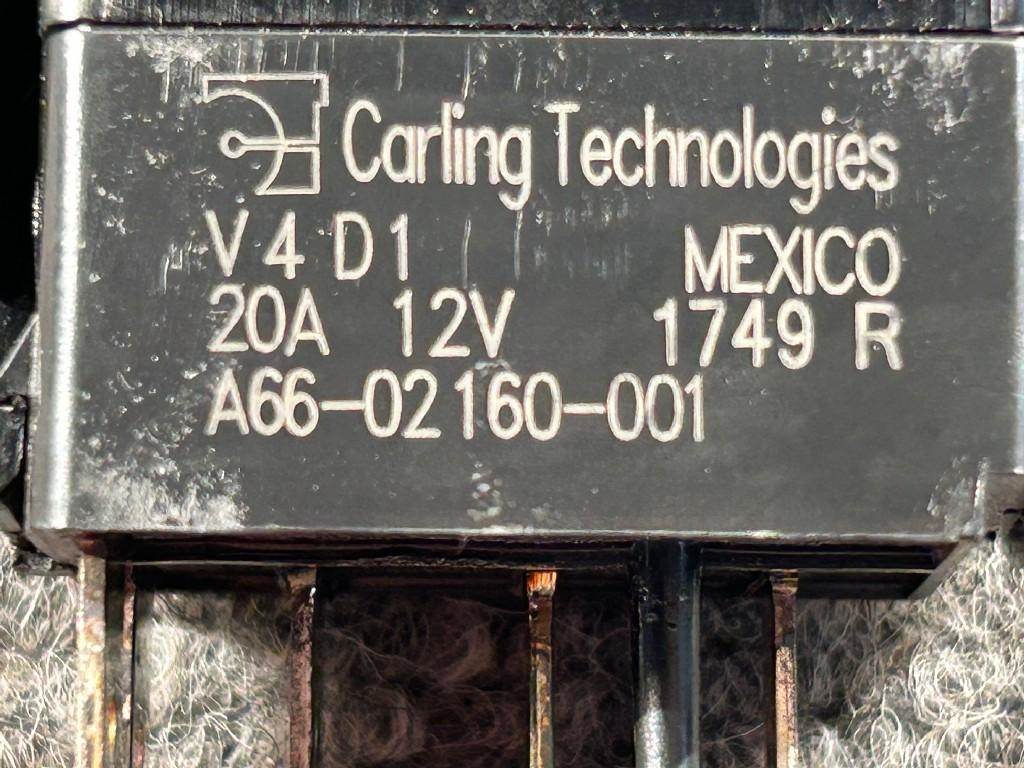 Carling Technologies
V4D1 MEXICO
20A 12V 1749 R
A66-02160-001